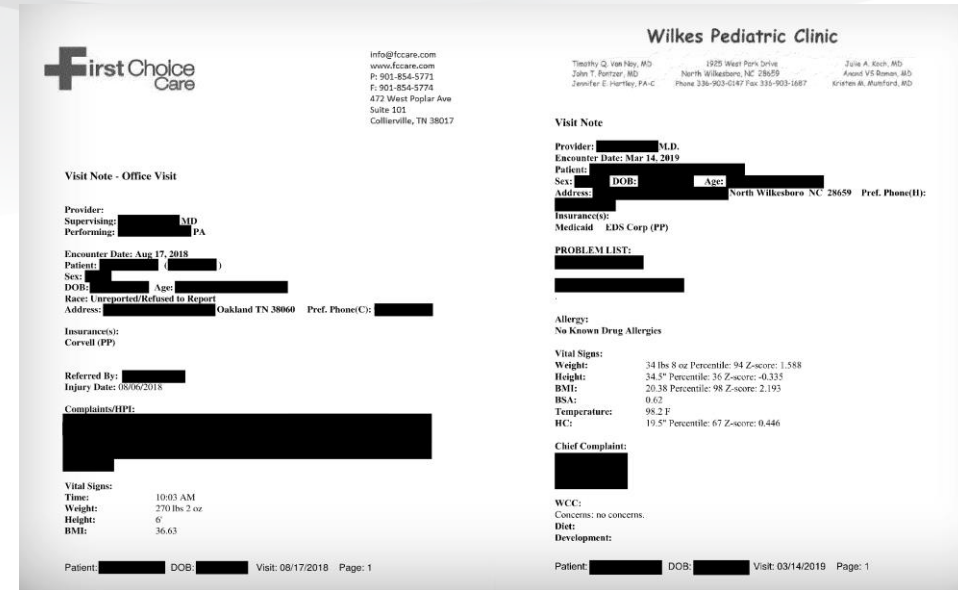 First Choice
Care
info@fccare.com
www.fccare.com
P: 901-854-5771
F: 901-854-5774
472 West Poplar Ave
Suite 101
Collierville, TN 38017
Visit Note - Office Visit
Provider:
Supervising: MD
Performing: PA
Encounter Date: Aug 17, 2018
Patient: ( )
Sex:
DOB: Age:
Race: Unreported/Refused to Report
Address: Oakland TN 38060 Pref. Phone(C):
Insurance(s):
Corvell (PP)
Referred By:
Injury Date: 08/06/2018
Complaints/HPI:
Vital Signs:
Time: 10:03 AM
Weight: 270 lbs 2 oz
Height: 6'
BMI: 36.63
Patient: DOB: Visit: 08/17/2018 Page: 1
Wilkes Pediatric Clinic
Timothy Q. Van Noy, MD
John T. Pontzer, MD
Jennifer E. Hartley, PA-C
1925 West Park Drive
North Wilkesboro, NC 28659
Phone 336-903-0147 Fax 336-903-1687
Julie A. Koch, MD
Anand VS Raman, MD
Kristen M. Mumford, MD
Visit Note
Provider: M.D.
Encounter Date: Mar 14, 2019
Patient:
Sex: DOB: Age:
Address: North Wilkesboro NC 28659 Pref. Phone(H):
Insurance(s):
Medicaid EDS Corp (PP)
PROBLEM LIST:
Allergy:
No Known Drug Allergies
Vital Signs:
Weight: 34 lbs 8 oz Percentile: 94 Z-score: 1.588
Height: 34.5" Percentile: 36 Z-score: -0.335
BMI: 20.38 Percentile: 98 Z-score: 2.193
BSA: 0.62
Temperature: 98.2 F
HC: 19.5" Percentile: 67 Z-score: 0.446
Chief Complaint:
WCC:
Concerns: no concerns.
Diet:
Development:
Patient: DOB: Visit: 03/14/2019 Page: 1